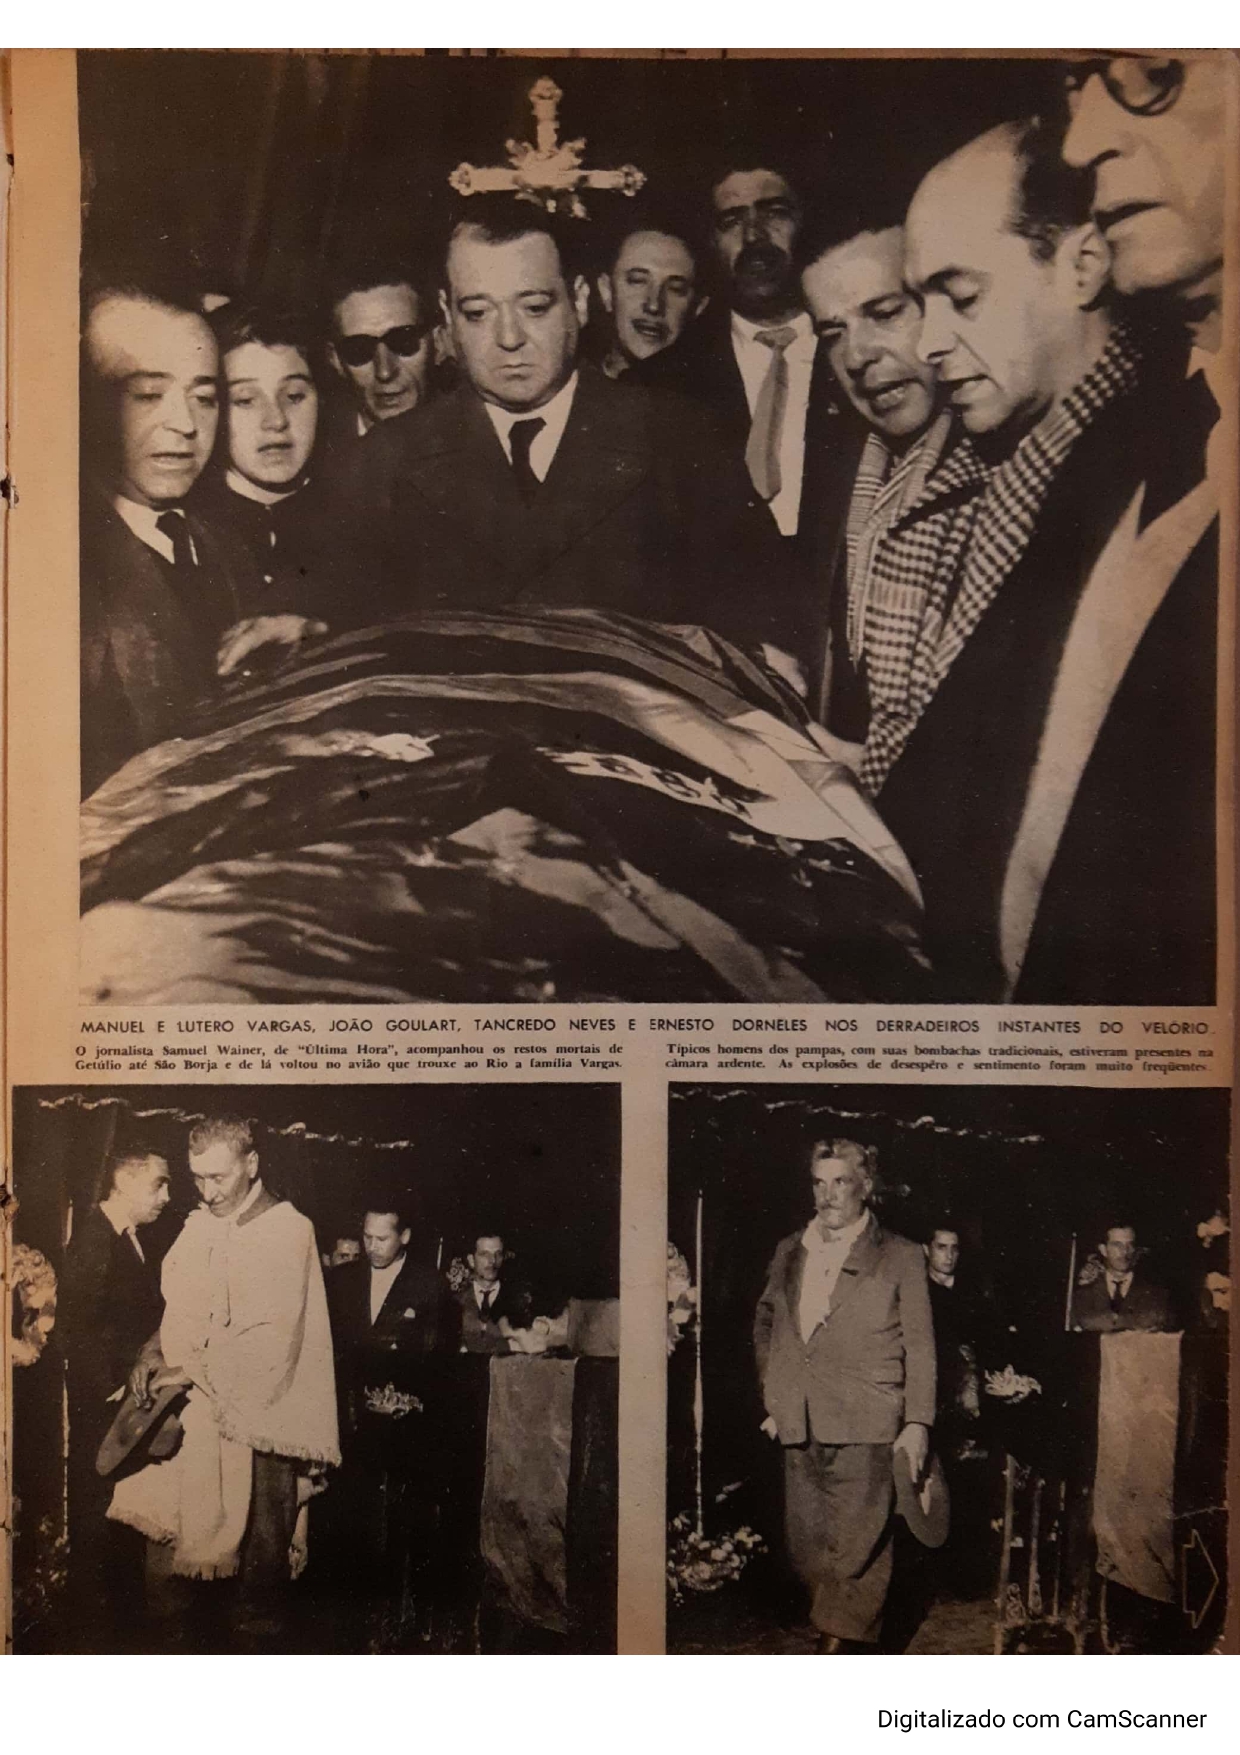 MANUEL E LUTERO VARGAS, JOÃO GOULART, TANCREDO NEVES E ERNESTO DORNELES NOS DERRADEIROS INSTANTES DO VELÓRIO.
O jornalista Samuel Wainer, de "Última Hora", acompanhou os restos mortais de
Getúlio até São Borja e de lá voltou no avião que trouxe ao Rio a família Vargas.
Típicos homens dos pampas, com suas bombachas tradicionais, estiveram presentes na
câmara ardente. As explosões de desespêro e sentimento foram muito freqüentes.
Digitalizado com CamScanner